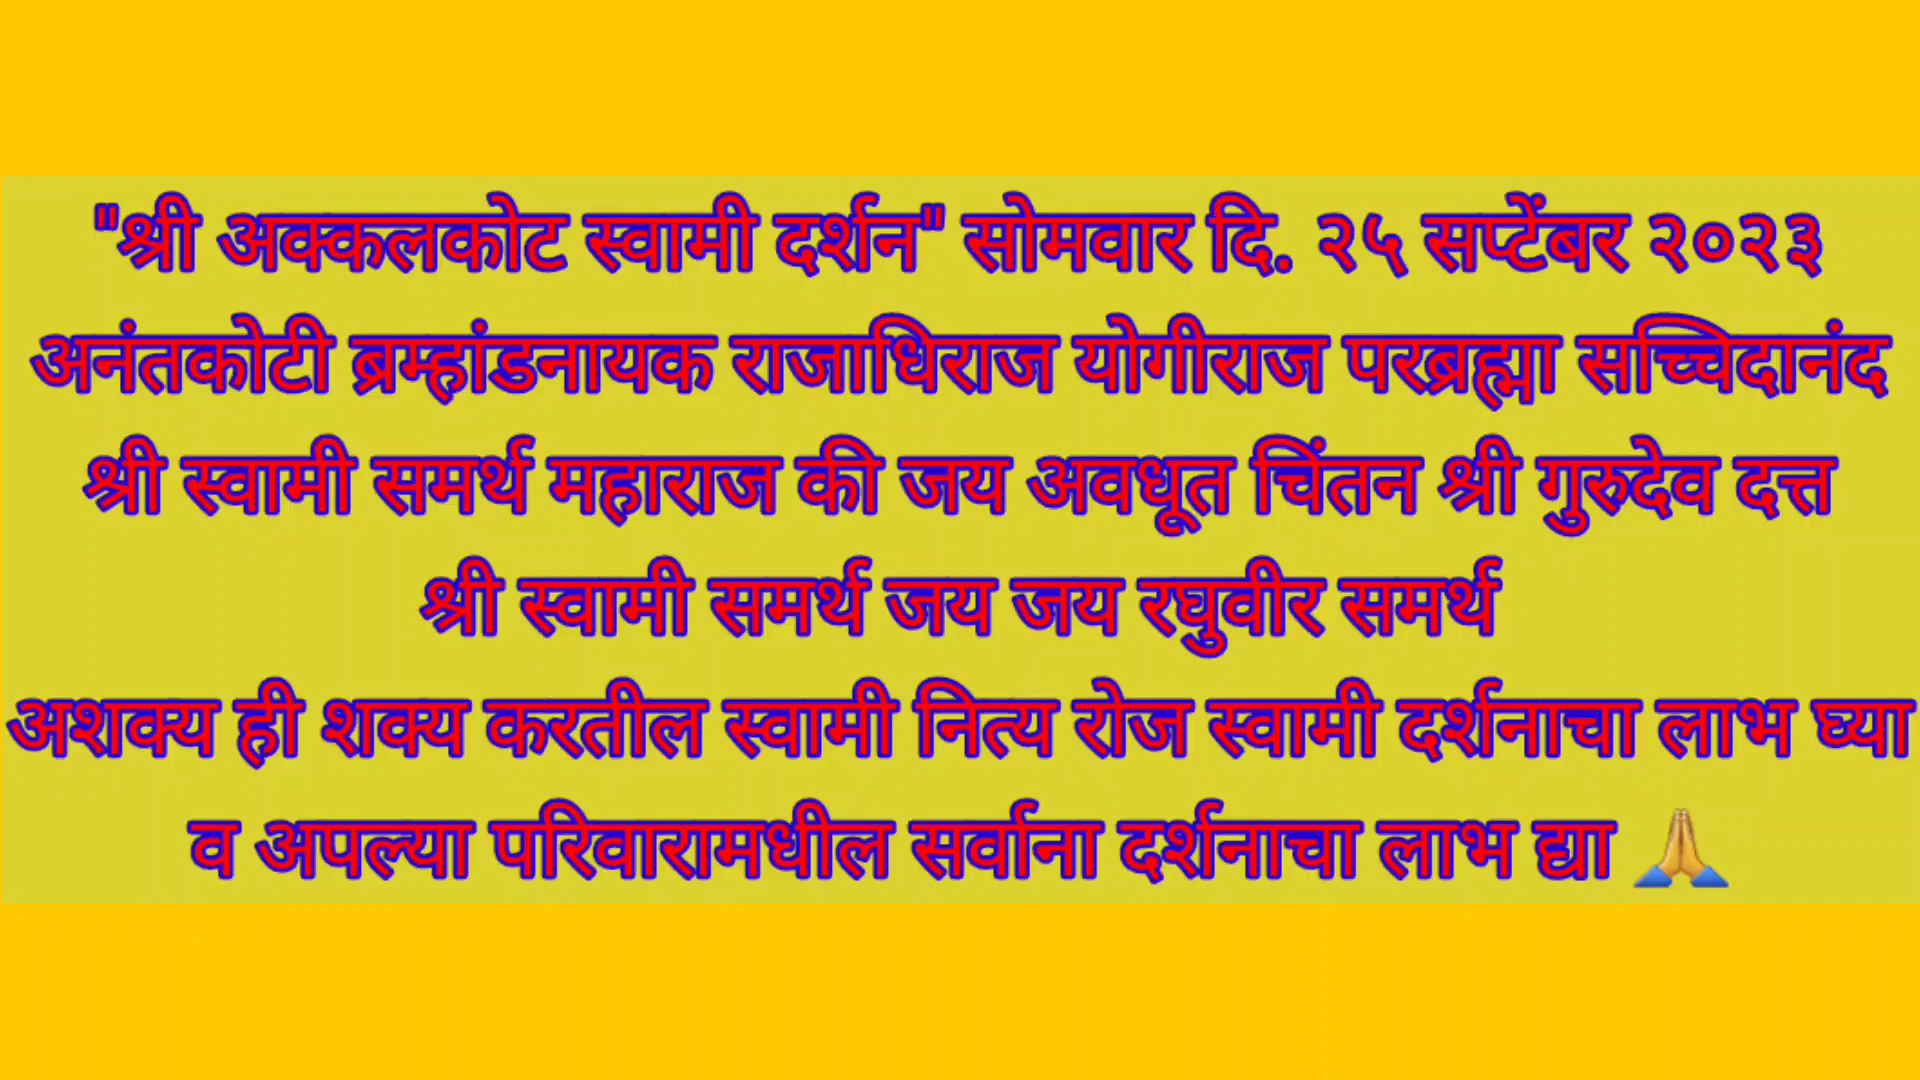 "श्री अक्कलकोट स्वामी दर्शन" सोमवार दि. २५ सप्टेंबर २०२३
अनंतकोटी ब्रम्हांडनायक राजाधिराज योगीराज परब्रह्मा सच्चिदानंद
श्री स्वामी समर्थ महाराज की जय अवधूत चिंतन श्री गुरुदेव दत्त
श्री स्वामी समर्थ जय जय रघुवीर समर्थ
अशक्य ही शक्य करतील स्वामी नित्य रोज स्वामी दर्शनाचा लाभ घ्या
व अपल्या परिवारामधील सर्वाना दर्शनाचा लाभ द्या 🙏